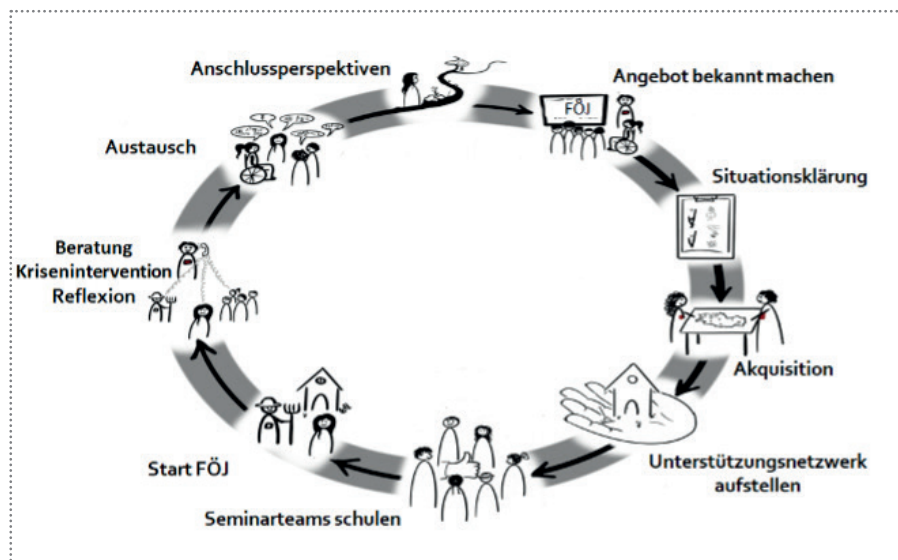 Anschlussperspektiven
Angebot bekannt machen
FÖJ
Austausch
Situationsklärung
Beratung
Krisenintervention
Reflexion
Akquisition
Unterstützungsnetzwerk
aufstellen
Start FÖJ
Seminarteams schulen